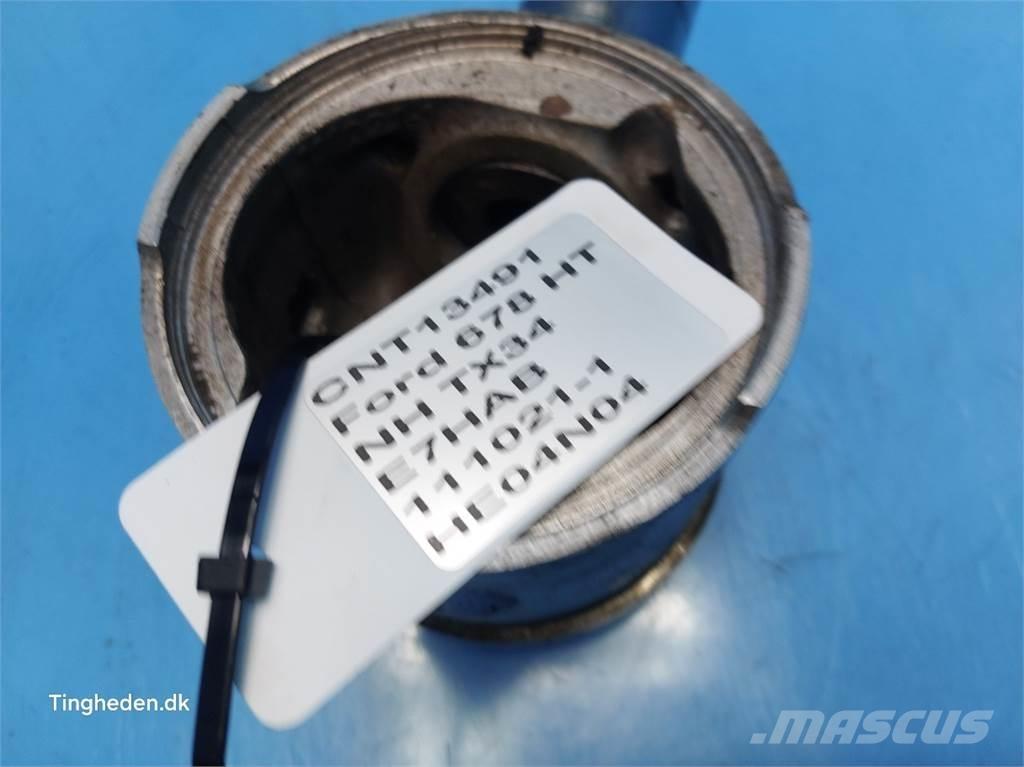 CNT13491
Ford 678 HT
NH TX34
E7HAB
111021-1
HE04N04
Tingheden.dk
MASCUS